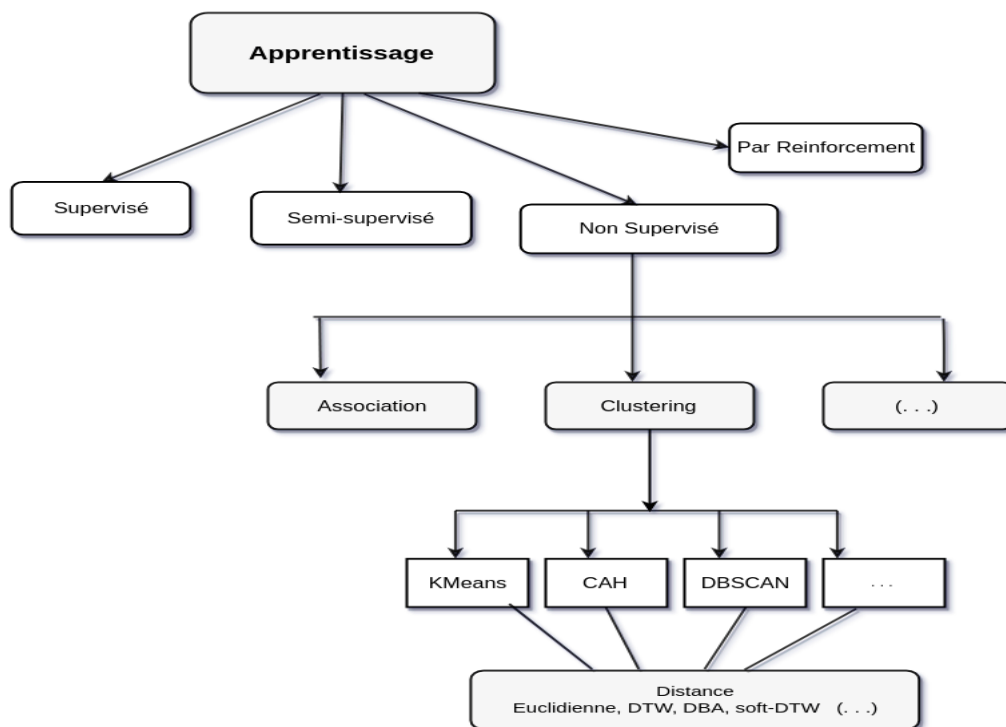 Apprentissage
Par Reinforcement
Supervisé
Semi-supervisé
Non Supervisé
Association
Clustering
(. . .)
KMeans
CAH
DBSCAN
. . .
Distance
Euclidienne, DTW, DBA, soft-DTW (. . .)